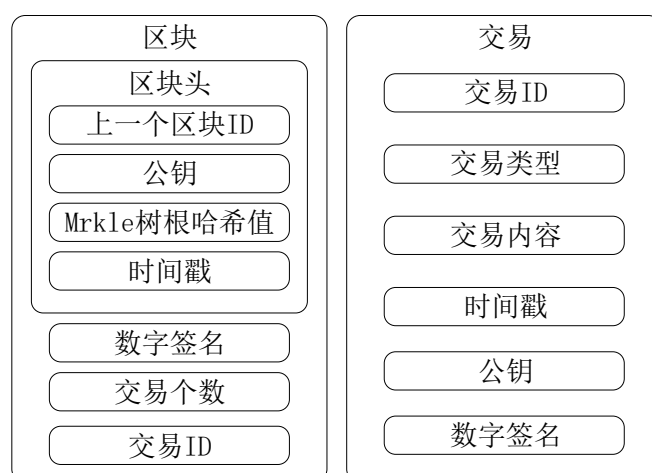 区块
区块头
上一个区块ID
公钥
Mrkle树根哈希值
时间戳
数字签名
交易个数
交易ID
交易
交易ID
交易类型
交易内容
时间戳
公钥
数字签名